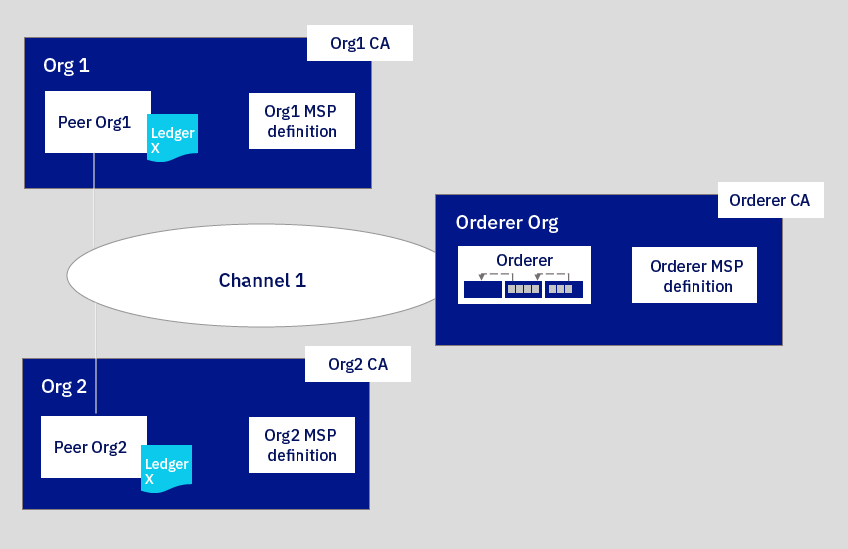 Org1 CA
Org 1
Peer Org1
Ledger
X
Org1 MSP
definition
Orderer CA
Orderer Org
Orderer
Orderer MSP
definition
Channel 1
Org2 CA
Org 2
Peer Org2
Ledger
X
Org2 MSP
definition